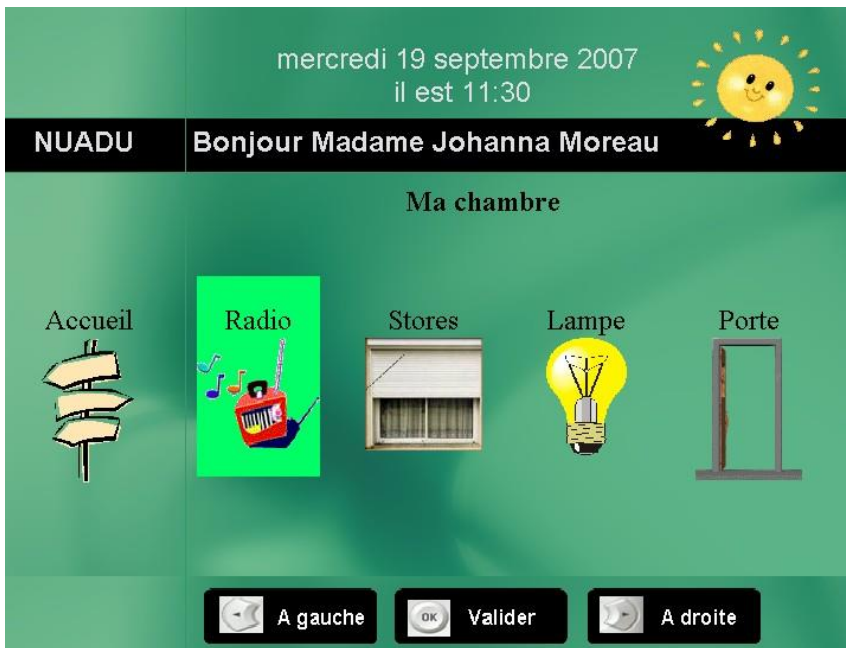 mercredi 19 septembre 2007
il est 11:30
NUADU
Bonjour Madame Johanna Moreau
Ma chambre
Accueil
Radio
Stores
Lampe
Porte
A gauche
OK
Valider
A droite